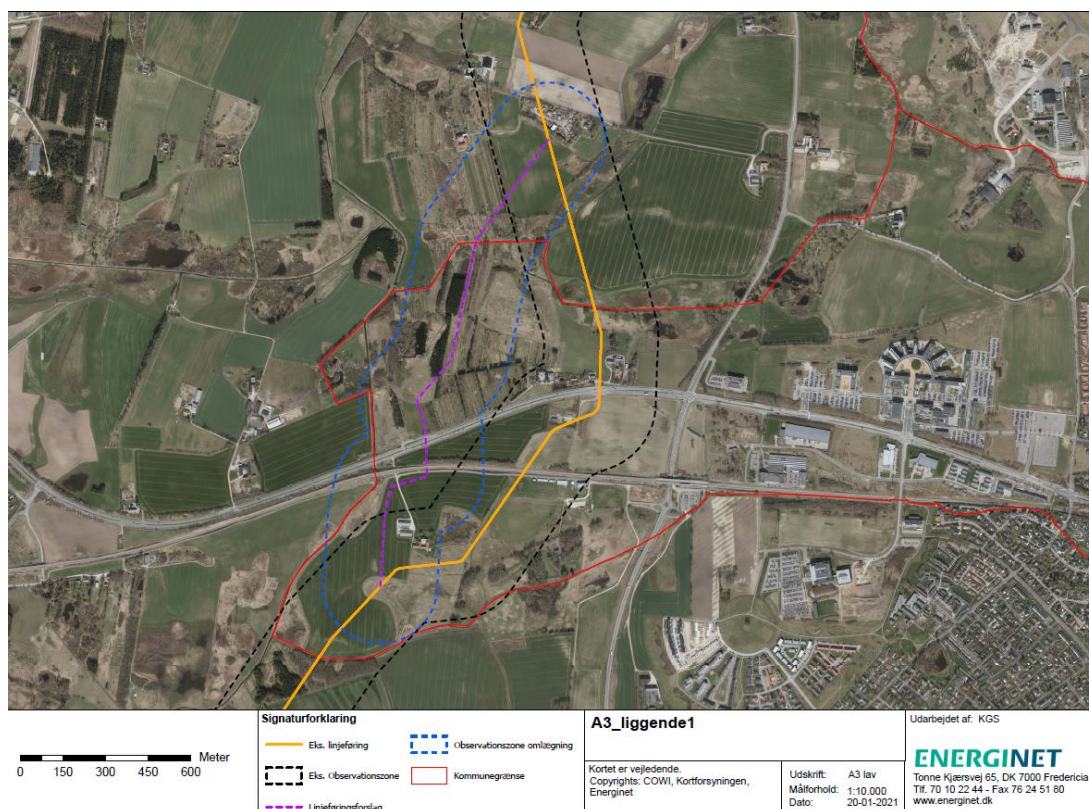 Signaturforklaring
Eks. linjeføring
Observationszone omlægning
Eks. Observationszone
Kommunegrænse
Linjeføringsforslag
0 150 300 450 600 Meter
A3_liggende1
Kortet er vejledende.
Copyrights: COWI, Kortforsyningen,
Energinet
Udskrift: A3 lav
Målforhold: 1:10.000
Dato: 20-01-2021
Udarbejdet af: KGS
ENERGINET
Tonne Kjærsvej 65, DK 7000 Fredericia
Tlf. 70 10 22 44 - Fax 76 24 51 80
www.energinet.dk